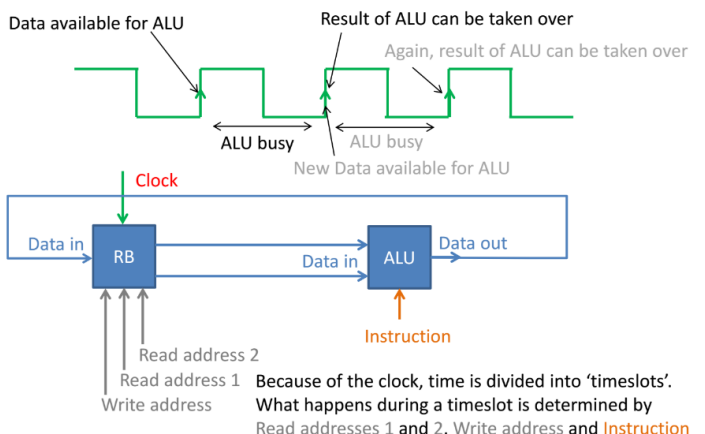 Data available for ALU
Result of ALU can be taken over
Again, result of ALU can be taken over
ALU busy
ALU busy
New Data available for ALU
Clock
Data in
RB
Data in
ALU
Data out
Instruction
Read address 2
Read address 1
Write address
Because of the clock, time is divided into ‘timeslots’.
What happens during a timeslot is determined by
Read addresses 1 and 2, Write address and Instruction